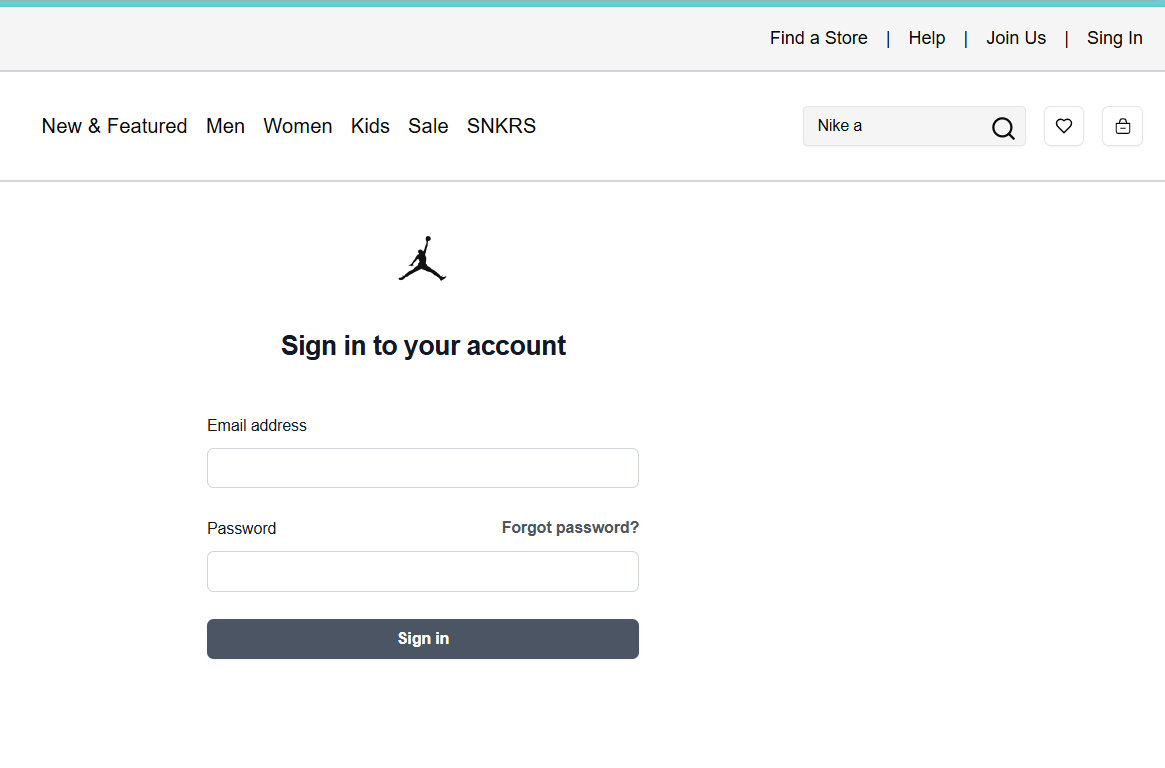 Find a Store | Help | Join Us | Sing In
New & Featured Men Women Kids Sale SNKRS Nike a
Sign in to your account
Email address
Password Forgot password?
Sign in